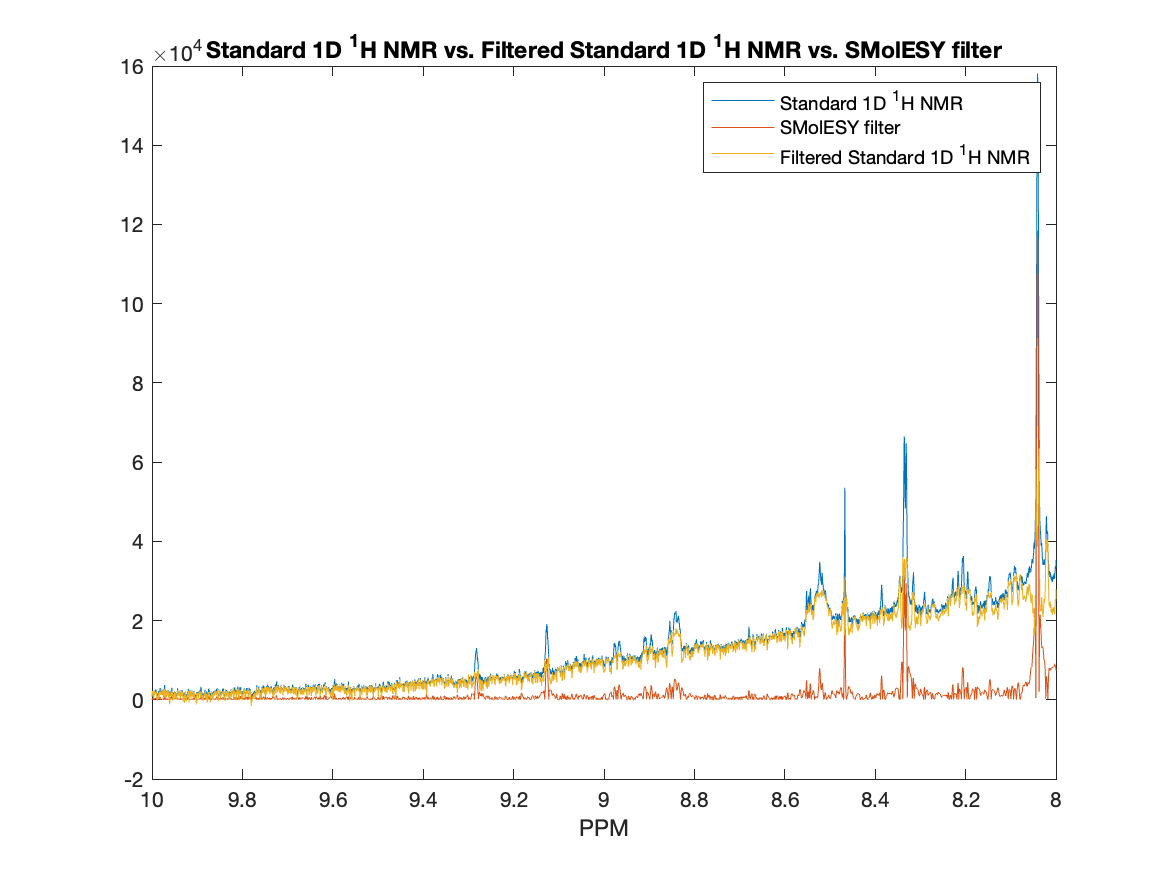 ×10⁴ Standard 1D ¹H NMR vs. Filtered Standard 1D ¹H NMR vs. SMolESY filter
Standard 1D ¹H NMR
SMolESY filter
Filtered Standard 1D ¹H NMR
16
14
12
10
8
6
4
2
0
-2
10 9.8 9.6 9.4 9.2 9 8.8 8.6 8.4 8.2 8
PPM